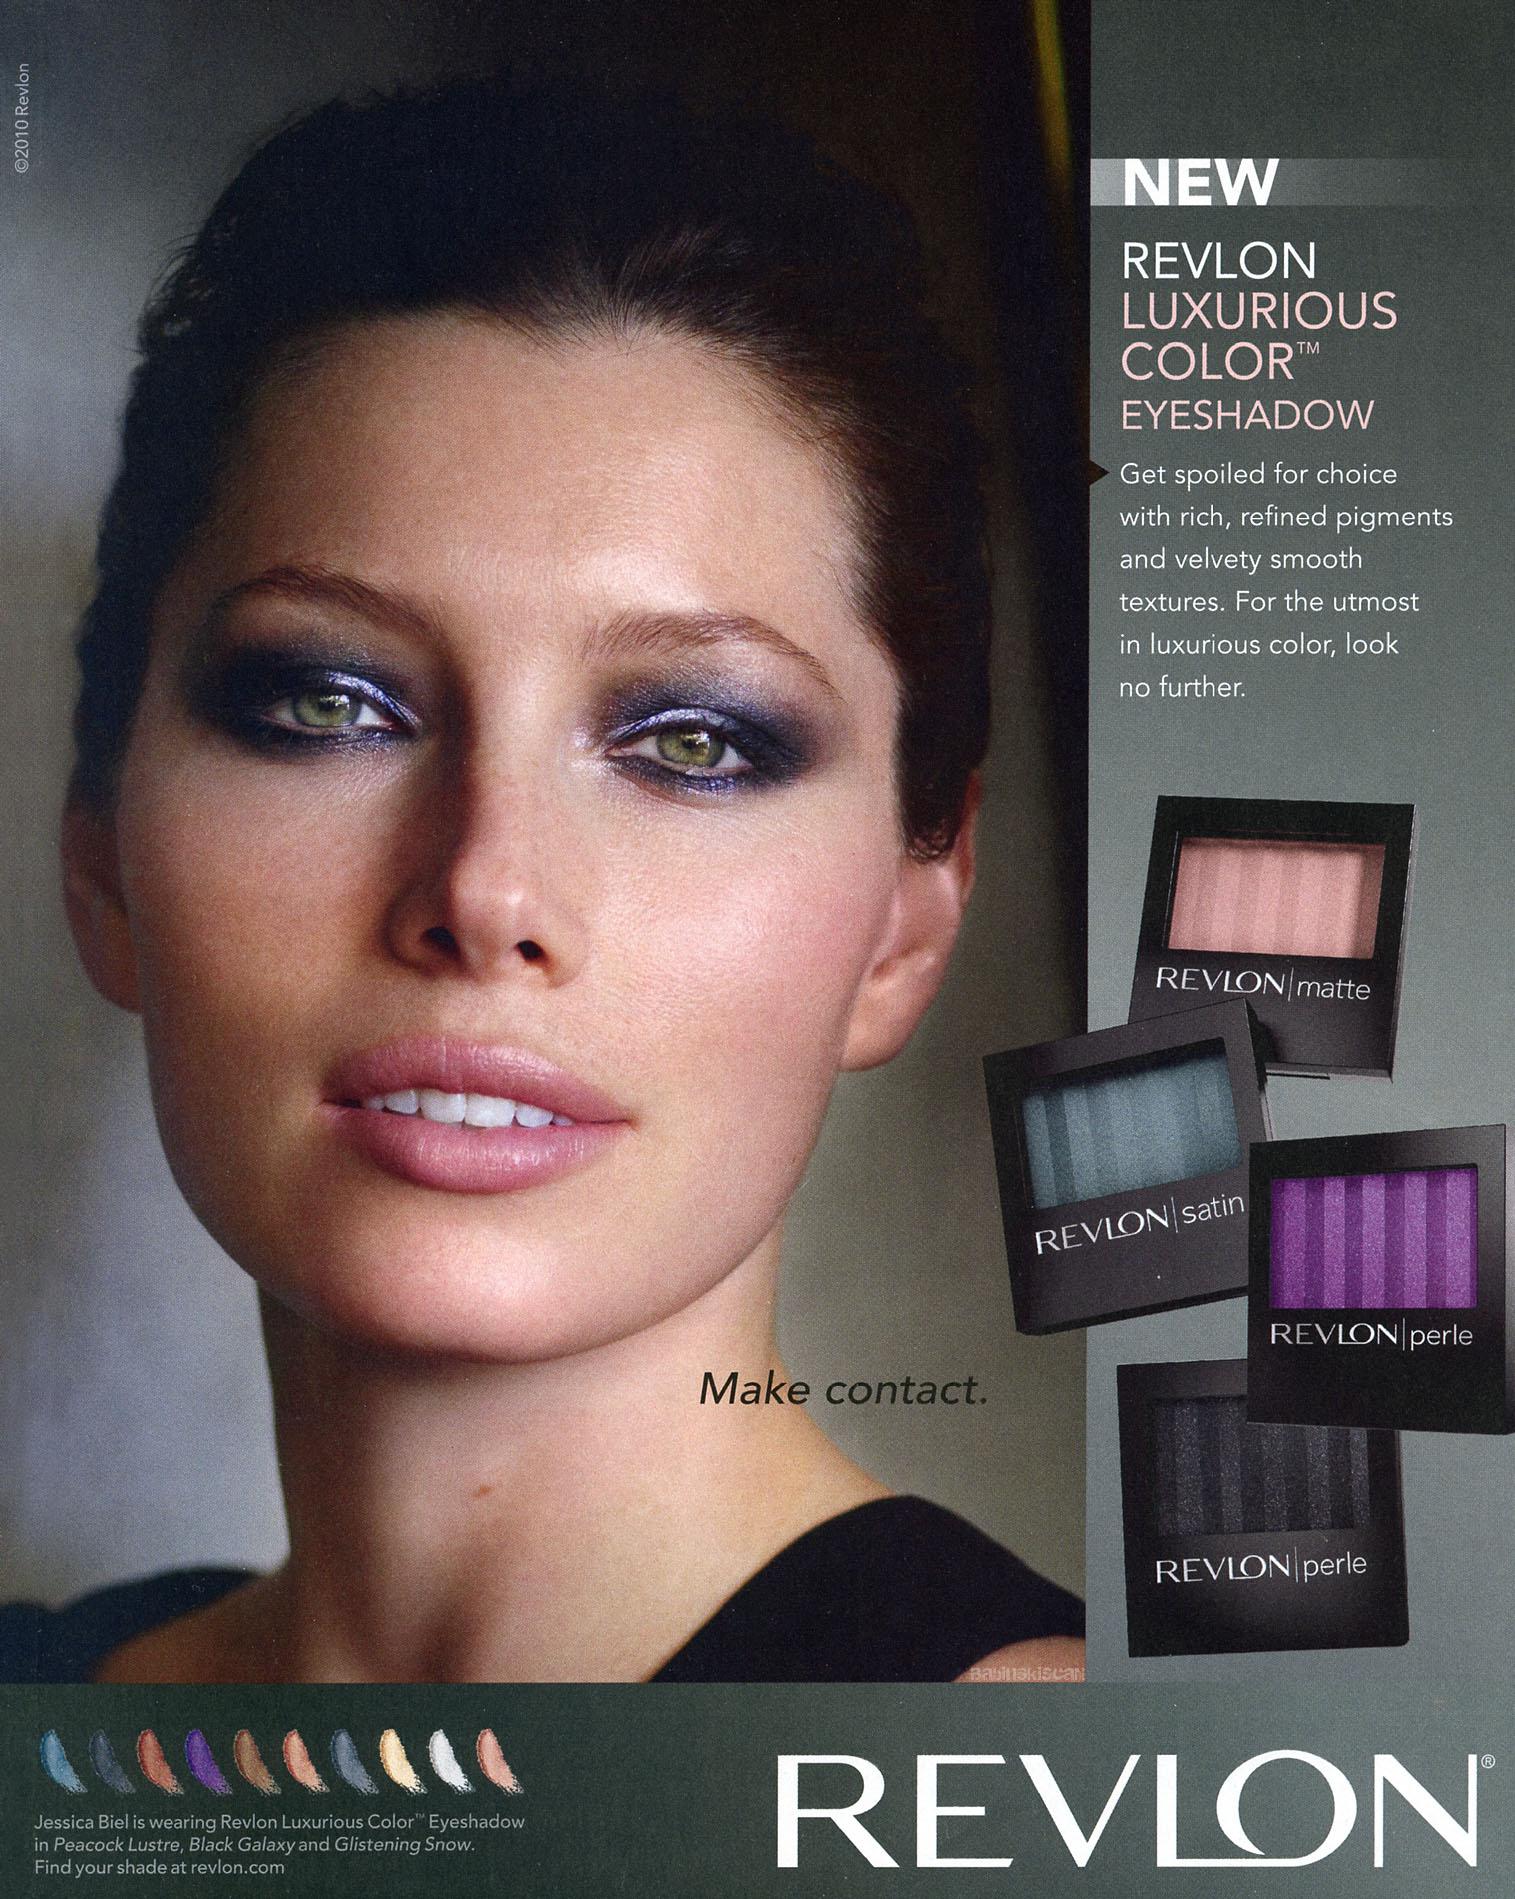 ©2010 Revlon
NEW
REVLON
LUXURIOUS
COLOR™
EYESHADOW
Get spoiled for choice
with rich, refined pigments
and velvety smooth
textures. For the utmost
in luxurious color, look
no further.
REVLON|matte
REVLON|satin
REVLON|perle
REVLON|perle
Make contact.
BabinskiScan
Jessica Biel is wearing Revlon Luxurious Color™ Eyeshadow
in Peacock Lustre, Black Galaxy and Glistening Snow.
Find your shade at revlon.com
REVLON®